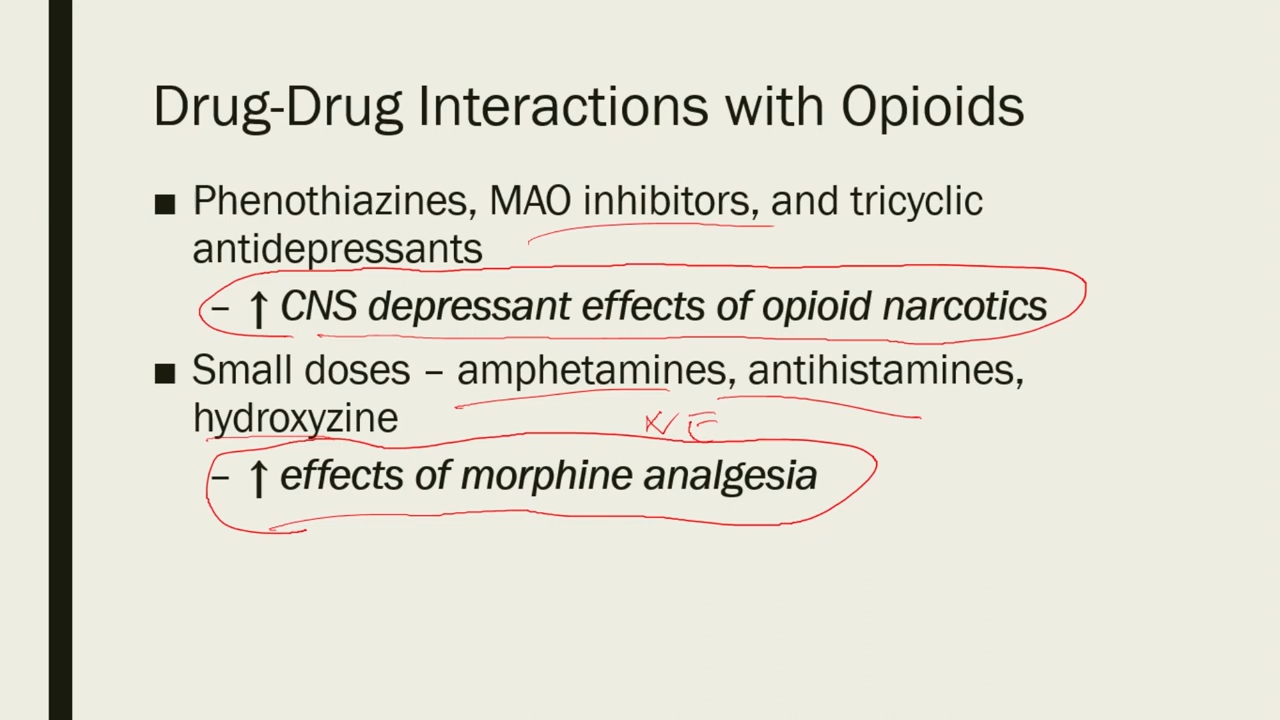 Drug-Drug Interactions with Opioids
■ Phenothiazines, MAO inhibitors, and tricyclic
antidepressants
– ↑ CNS depressant effects of opioid narcotics
■ Small doses – amphetamines, antihistamines,
hydroxyzine
NE
– ↑ effects of morphine analgesia